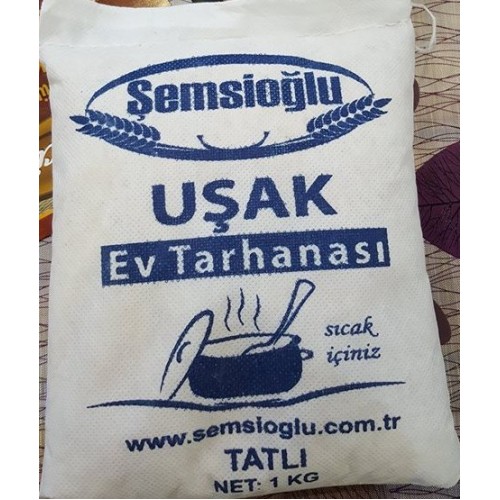 Şemsioğlu
UŞAK
Ev Tarhanası
sıcak
içiniz
www.semsioglu.com.tr
TATLI
NET: 1 KG